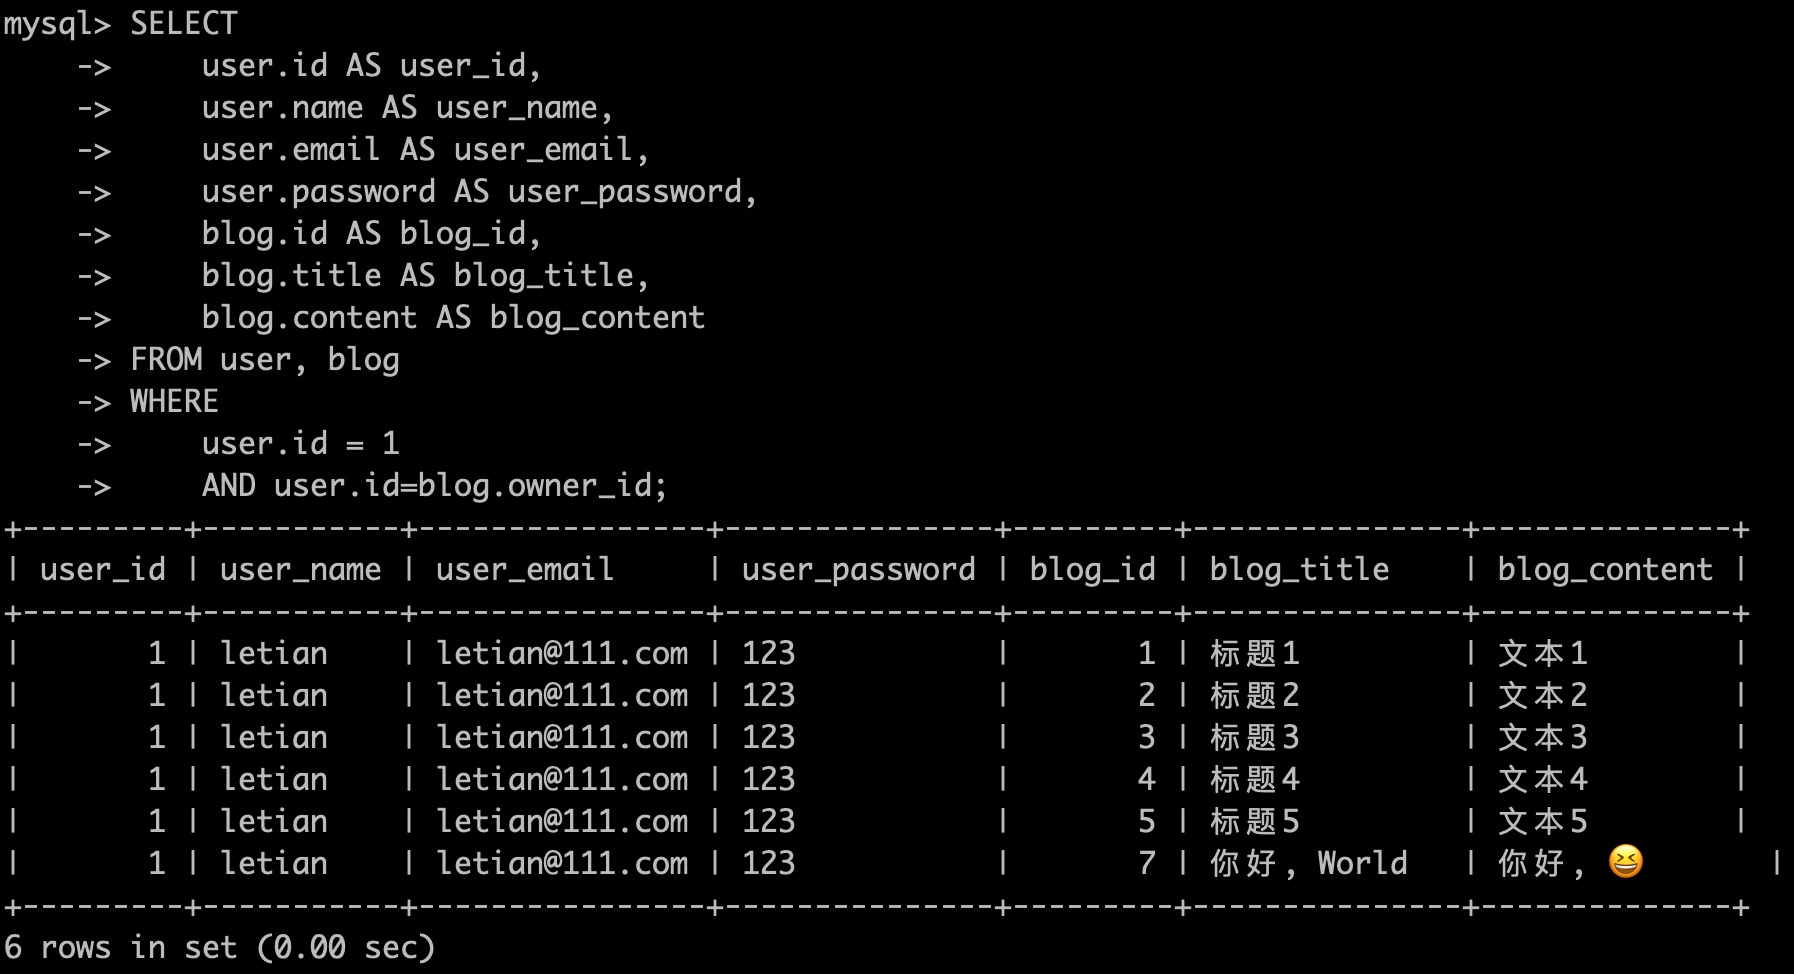 mysql> SELECT
    ->     user.id AS user_id,
    ->     user.name AS user_name,
    ->     user.email AS user_email,
    ->     user.password AS user_password,
    ->     blog.id AS blog_id,
    ->     blog.title AS blog_title,
    ->     blog.content AS blog_content
    -> FROM user, blog
    -> WHERE
    ->     user.id = 1
    ->     AND user.id=blog.owner_id;
+---------+-----------+----------------+---------------+---------+---------------+--------------+
| user_id | user_name | user_email     | user_password | blog_id | blog_title    | blog_content |
+---------+-----------+----------------+---------------+---------+---------------+--------------+
|       1 | letian    | letian@111.com | 123           |       1 | 标题1         | 文本1        |
|       1 | letian    | letian@111.com | 123           |       2 | 标题2         | 文本2        |
|       1 | letian    | letian@111.com | 123           |       3 | 标题3         | 文本3        |
|       1 | letian    | letian@111.com | 123           |       4 | 标题4         | 文本4        |
|       1 | letian    | letian@111.com | 123           |       5 | 标题5         | 文本5        |
|       1 | letian    | letian@111.com | 123           |       7 | 你好, World   | 你好, 😆       |
+---------+-----------+----------------+---------------+---------+---------------+--------------+
6 rows in set (0.00 sec)